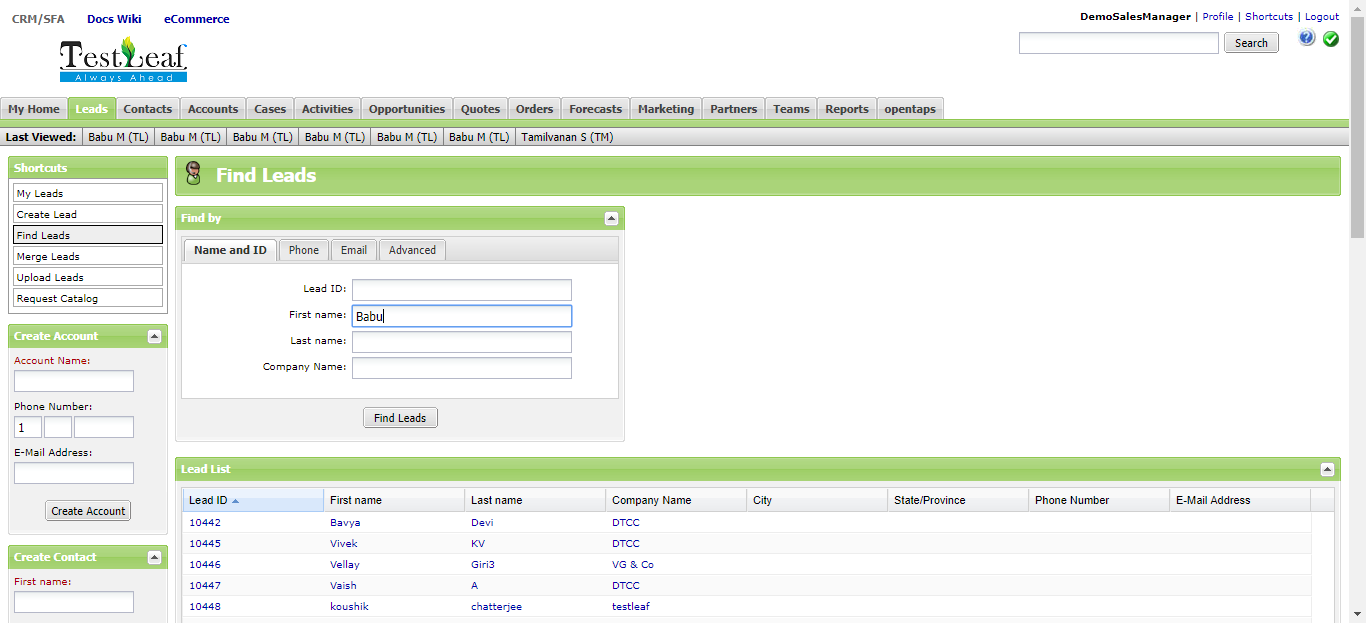 CRM/SFA Docs Wiki eCommerce
DemoSalesManager | Profile | Shortcuts | Logout
Search
TestLeaf
Always Ahead
My Home Leads Contacts Accounts Cases Activities Opportunities Quotes Orders Forecasts Marketing Partners Teams Reports opentaps
Last Viewed: Babu M (TL) Babu M (TL) Babu M (TL) Babu M (TL) Babu M (TL) Babu M (TL) Tamilvanan S (TM)
Shortcuts
My Leads
Create Lead
Find Leads
Merge Leads
Upload Leads
Request Catalog
Create Account
Account Name:
Phone Number:
1
E-Mail Address:
Create Account
Create Contact
First name:
Find Leads
Find by
Name and ID Phone Email Advanced
Lead ID:
First name: Babu
Last name:
Company Name:
Find Leads
Lead List
Lead ID First name Last name Company Name City State/Province Phone Number E-Mail Address
10442 Bavya Devi DTCC
10445 Vivek KV DTCC
10446 Vellay Giri3 VG & Co
10447 Vaish A DTCC
10448 koushik chatterjee testleaf